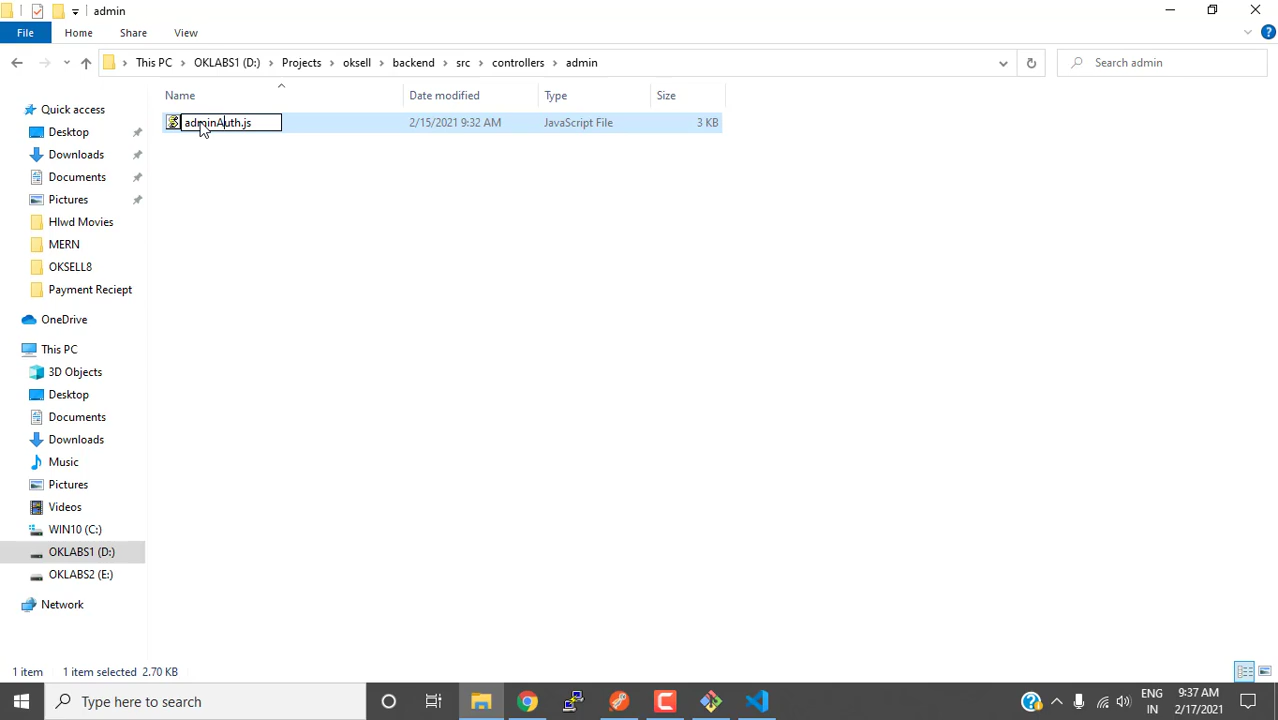 admin
File
Home
Share
View
This PC
OKLABS1 (D:)
Projects
oksell
backend
src
controllers
admin
Search admin
Name
Date modified
Type
Size
adminAuth.js
2/15/2021 9:32 AM
JavaScript File
3 KB
Quick access
Desktop
Downloads
Documents
Pictures
Hlwd Movies
MERN
OKSELL8
Payment Reciept
OneDrive
This PC
3D Objects
Desktop
Documents
Downloads
Music
Pictures
Videos
WIN10 (C:)
OKLABS1 (D:)
OKLABS2 (E:)
Network
1 item
1 item selected 2.70 KB
Type here to search
ENG
IN
9:37 AM
2/17/2021